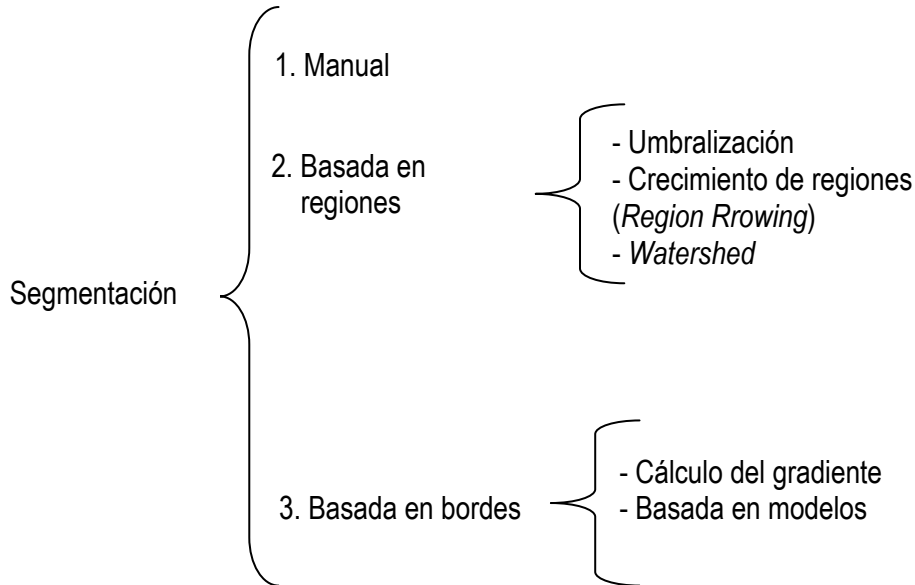 1. Manual
2. Basada en
regiones
- Umbralización
- Crecimiento de regiones
(Region Rrowing)
- Watershed
Segmentación
3. Basada en bordes
- Cálculo del gradiente
- Basada en modelos